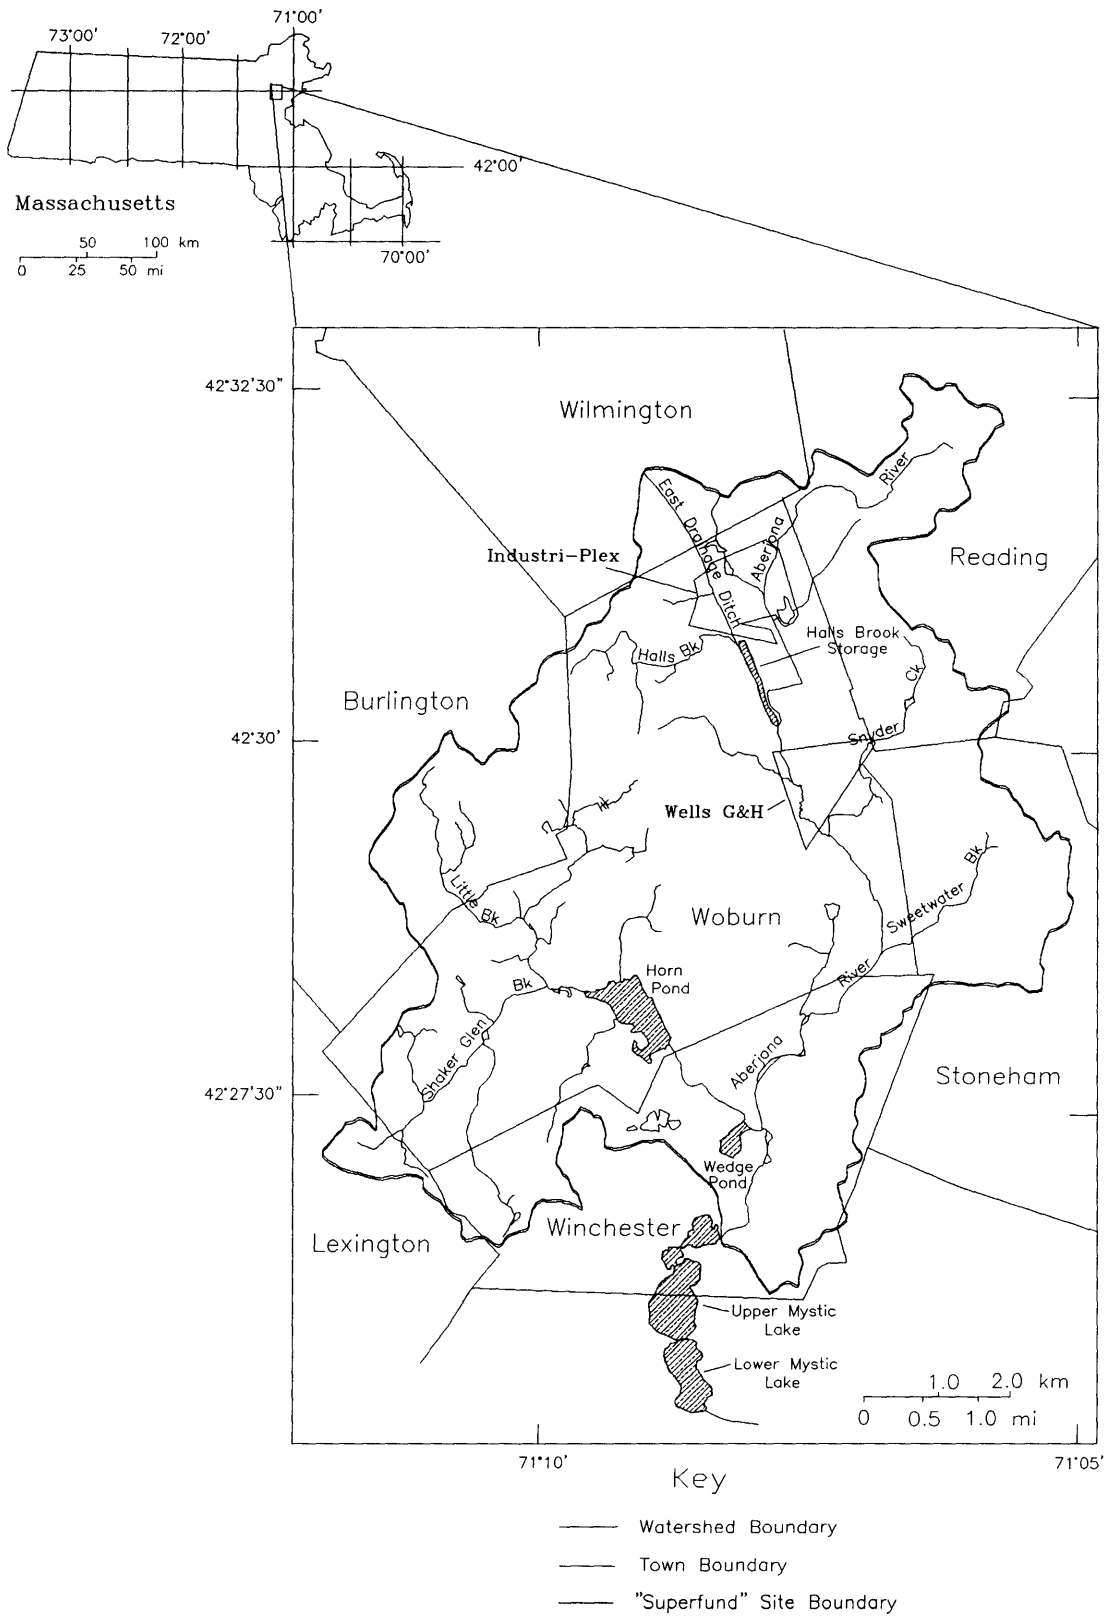 71°00'
73°00'
72°00'
42°00'
Massachusetts
50 100 km
0 25 50 mi
70°00'
42°32'30"
Wilmington
River
East Drainage Ditch
Aberjona
Industri-Plex
Reading
Halls Brook
Storage
Halls Bk
Ck
Burlington
42°30'
Snyder
Wells G&H
Bk
Little Bk
Sweetwater
Woburn
Horn
Pond
River
Bk
Shaker Glen
Aberjona
Stoneham
42°27'30"
Wedge
Pond
Winchester
Lexington
Upper Mystic
Lake
Lower Mystic
Lake
1.0 2.0 km
0 0.5 1.0 mi
71°10'
71°05'
Key
Watershed Boundary
Town Boundary
"Superfund" Site Boundary